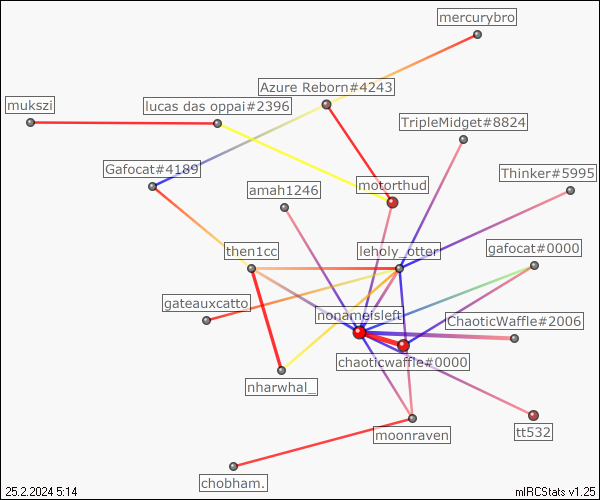 mercurybro
Azure Reborn#4243
mukszi
lucas das oppai#2396
TripleMidget#8824
Gafocat#4189
Thinker#5995
amah1246
motorthud
then1cc
leholy_otter
gafocat#0000
gateauxcatto
nonameisleft
ChaoticWaffle#2006
chaoticwaffle#0000
nharwhal_
moonraven
tt532
chobham.
25.2.2024 5:14
mIRCStats v1.25